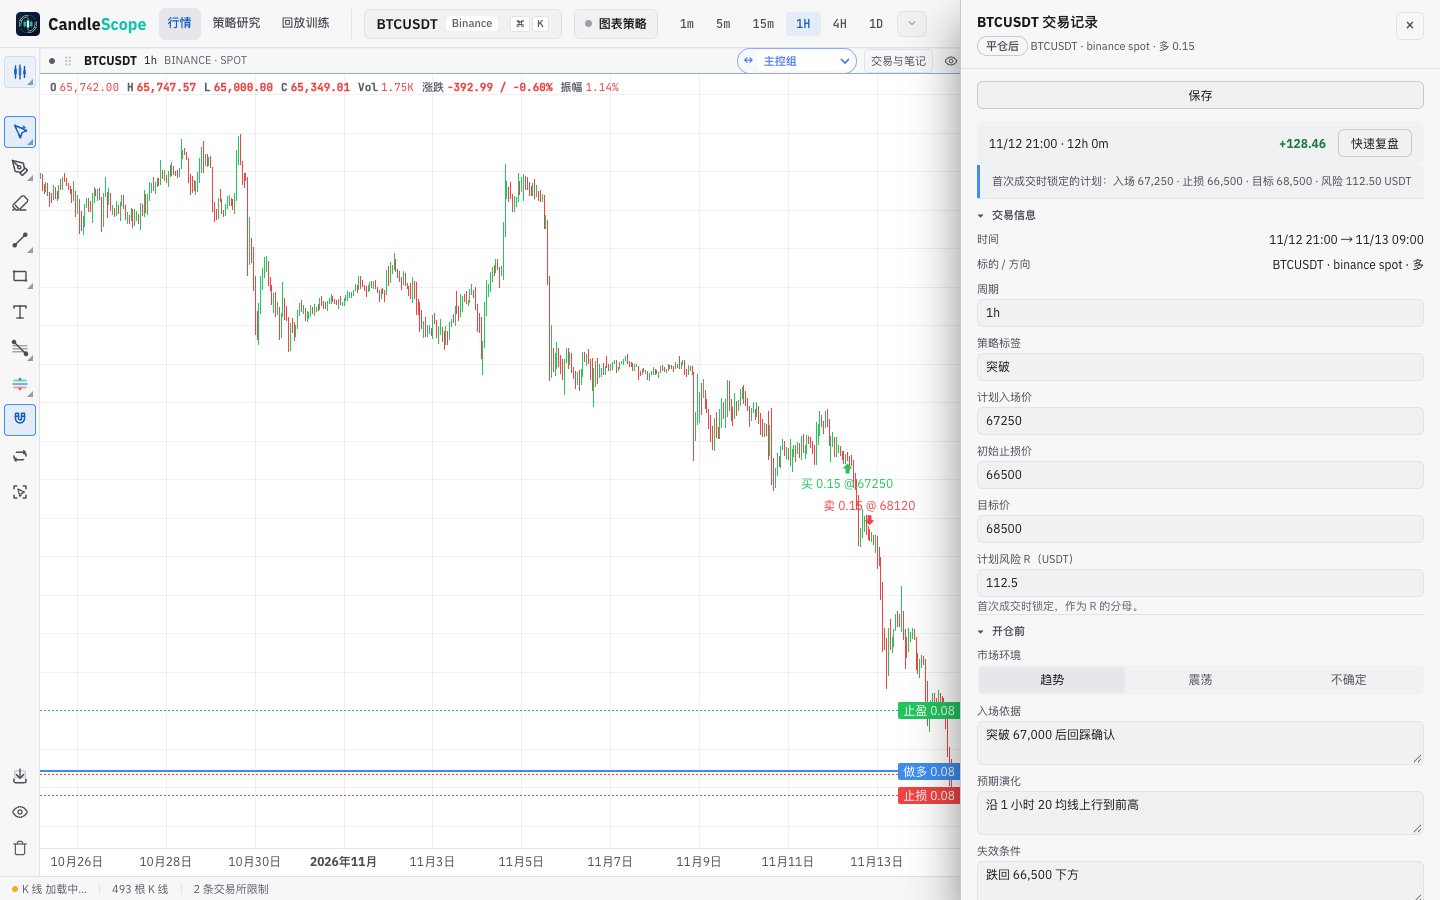 CandleScope 行情 策略研究 回放训练 BTCUSDT Binance ⌘ K 图表策略 1m 5m 15m 1H 4H 1D
BTCUSDT 1h BINANCE · SPOT 主控组 交易与笔记
O 65,742.00 H 65,747.57 L 65,000.00 C 65,349.01 Vol 1.75K 涨跌 -392.99 / -0.60% 振幅 1.14%
买 0.15 @ 67250
卖 0.15 @ 68120
止盈 0.08
做多 0.08
止损 0.08
10月26日 10月28日 10月30日 2026年11月 11月3日 11月5日 11月7日 11月9日 11月11日 11月13日
K 线 加载中... 493 根 K 线 2 条交易所限制
BTCUSDT 交易记录 ×
平仓后 BTCUSDT · binance spot · 多 0.15
保存
11/12 21:00 · 12h 0m +128.46 快速复盘
首次成交时锁定的计划：入场 67,250 · 止损 66,500 · 目标 68,500 · 风险 112.50 USDT
交易信息
时间 11/12 21:00 → 11/13 09:00
标的 / 方向 BTCUSDT · binance spot · 多
周期
1h
策略标签
突破
计划入场价
67250
初始止损价
66500
目标价
68500
计划风险 R（USDT）
112.5
首次成交时锁定，作为 R 的分母。
开仓前
市场环境
趋势 震荡 不确定
入场依据
突破 67,000 后回踩确认
预期演化
沿 1 小时 20 均线上行到前高
失效条件
跌回 66,500 下方